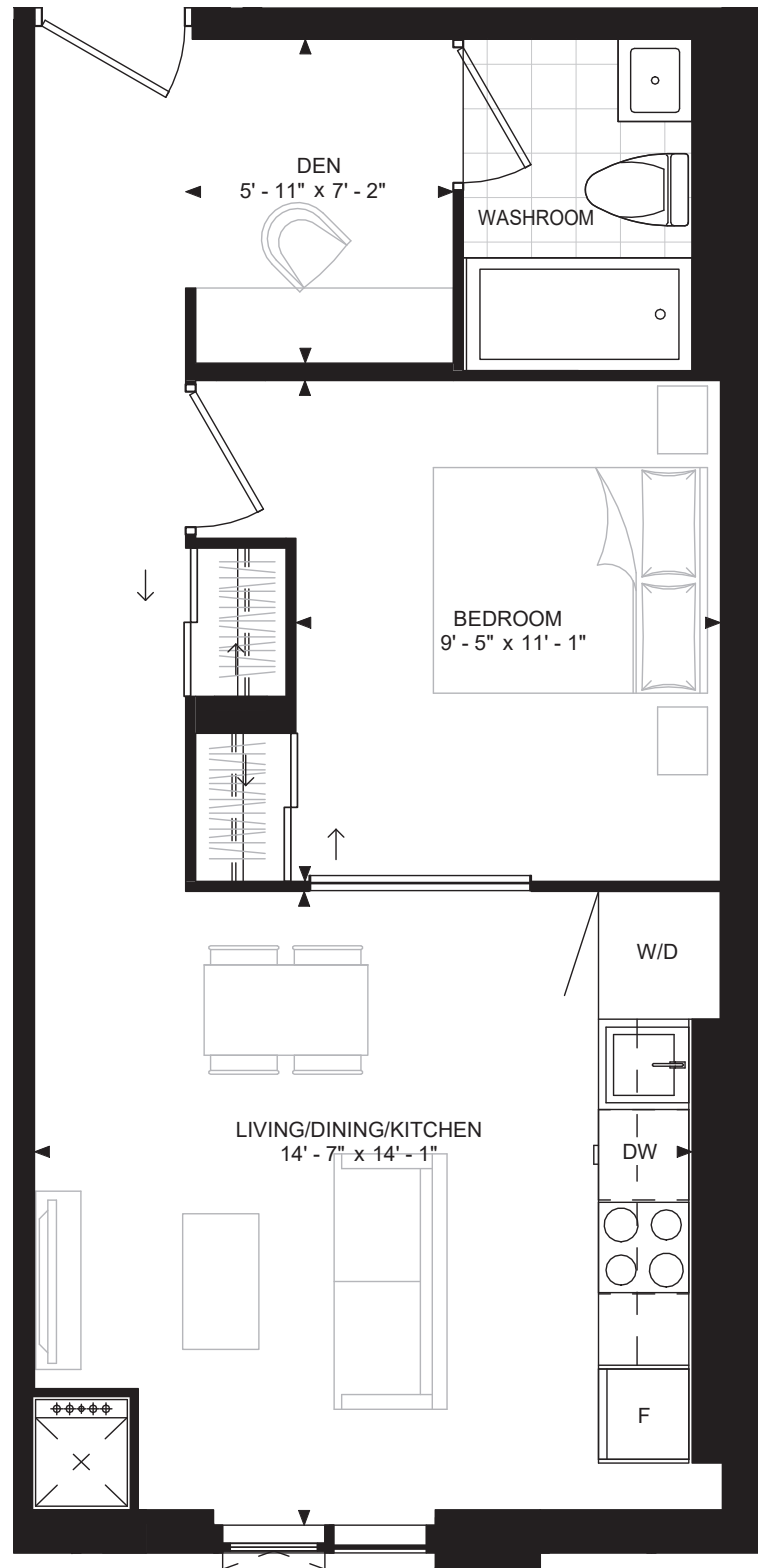 DEN
5' - 11" x 7' - 2"
WASHROOM
BEDROOM
9' - 5" x 11' - 1"
W/D
LIVING/DINING/KITCHEN
14' - 7" x 14' - 1"
DW
F